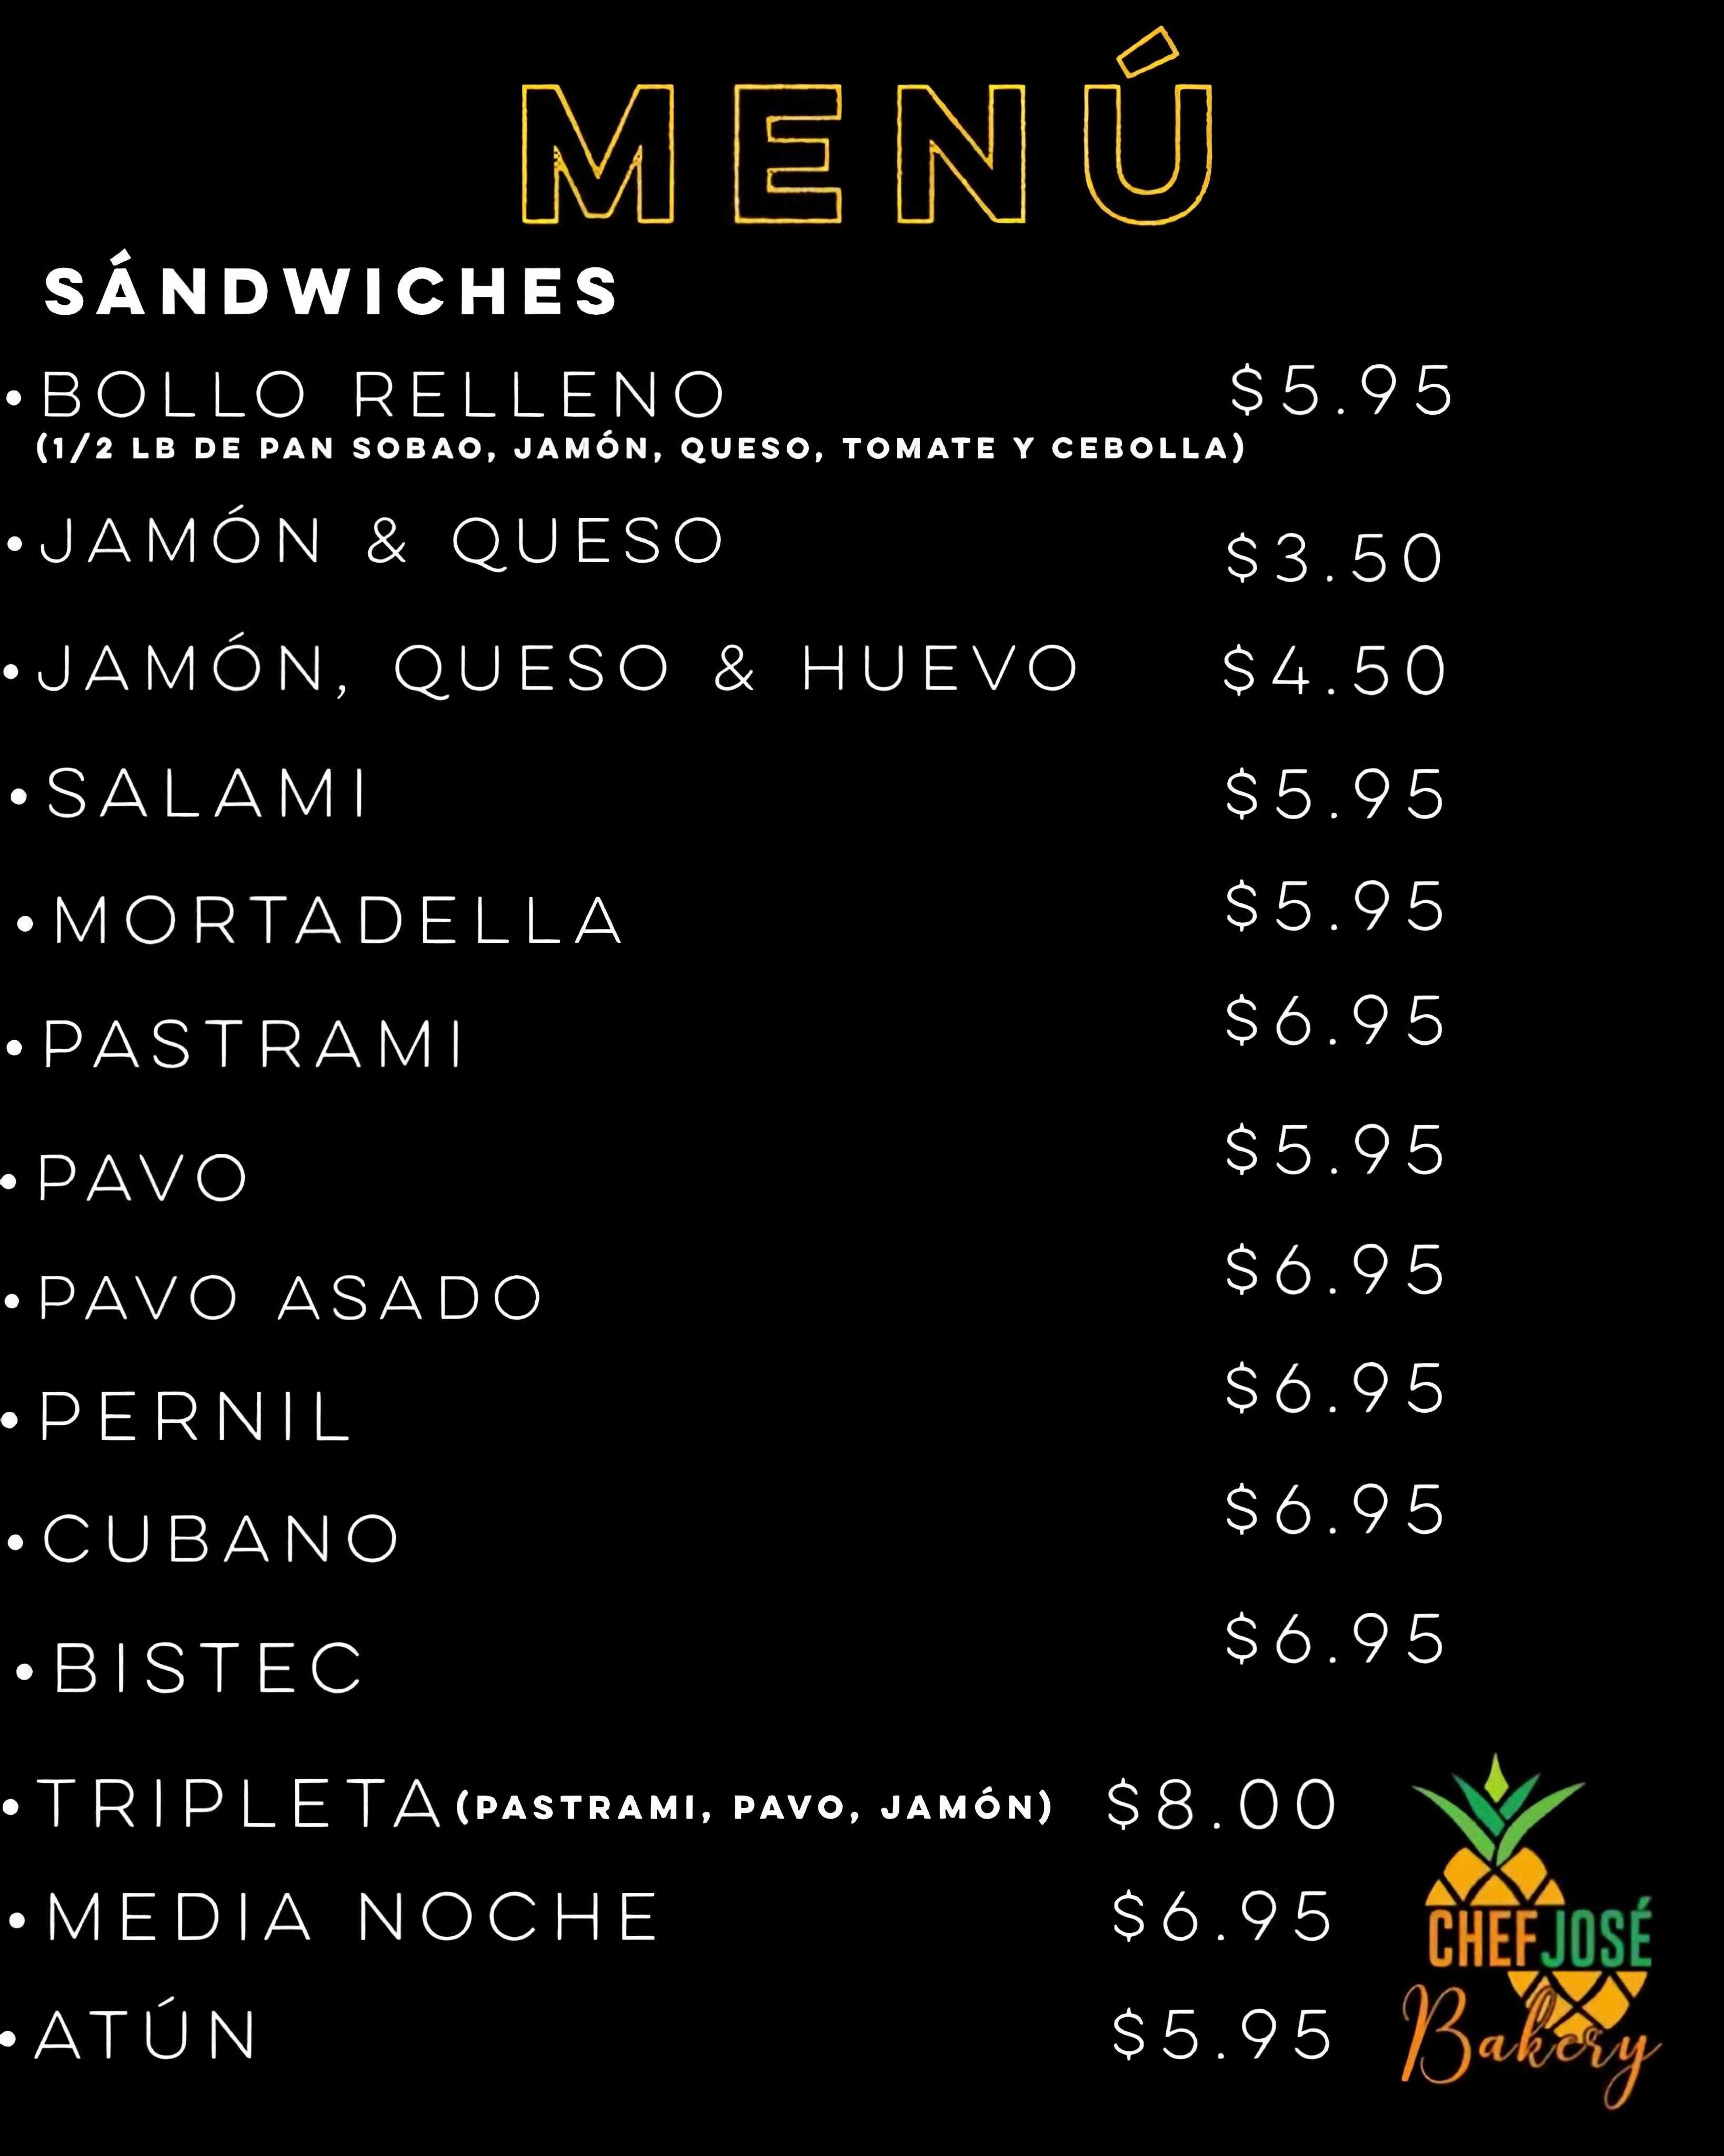 MENÚ
SÁNDWICHES
•BOLLO RELLENO $5.95
(1/2 LB DE PAN SOBAO, JAMÓN, QUESO, TOMATE Y CEBOLLA)
•JAMÓN & QUESO $3.50
•JAMÓN, QUESO & HUEVO $4.50
•SALAMI $5.95
•MORTADELLA $5.95
•PASTRAMI $6.95
•PAVO $5.95
•PAVO ASADO $6.95
•PERNIL $6.95
•CUBANO $6.95
•BISTEC $6.95
•TRIPLETA(PASTRAMI, PAVO, JAMÓN) $8.00
•MEDIA NOCHE $6.95
•ATÚN $5.95
CHEFJOSÉ
Bakery